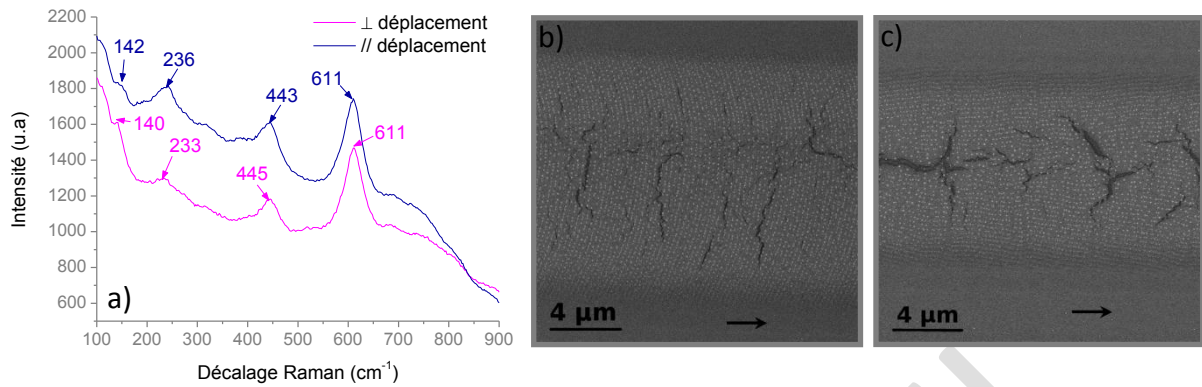 a)
Intensité (u.a)
2200
2000
1800
1600
1400
1200
1000
800
600
⊥ déplacement
// déplacement
142
236
443
611
140
233
445
611
100 200 300 400 500 600 700 800 900
Décalage Raman (cm-1)
b)
4 µm
c)
4 µm